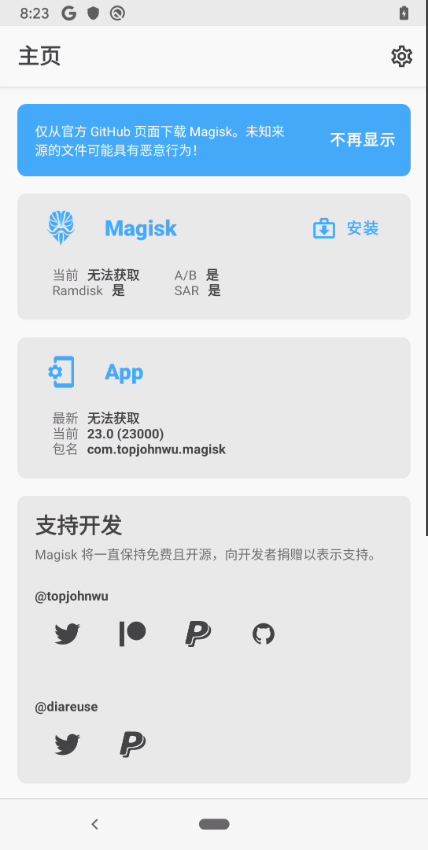 8:23
主页
仅从官方 GitHub 页面下载 Magisk。未知来
源的文件可能具有恶意行为！
不再显示
Magisk
安装
当前 无法获取 A/B 是
Ramdisk 是 SAR 是
App
最新 无法获取
当前 23.0 (23000)
包名 com.topjohnwu.magisk
支持开发
Magisk 将一直保持免费且开源，向开发者捐赠以表示支持。
@topjohnwu
@diareuse